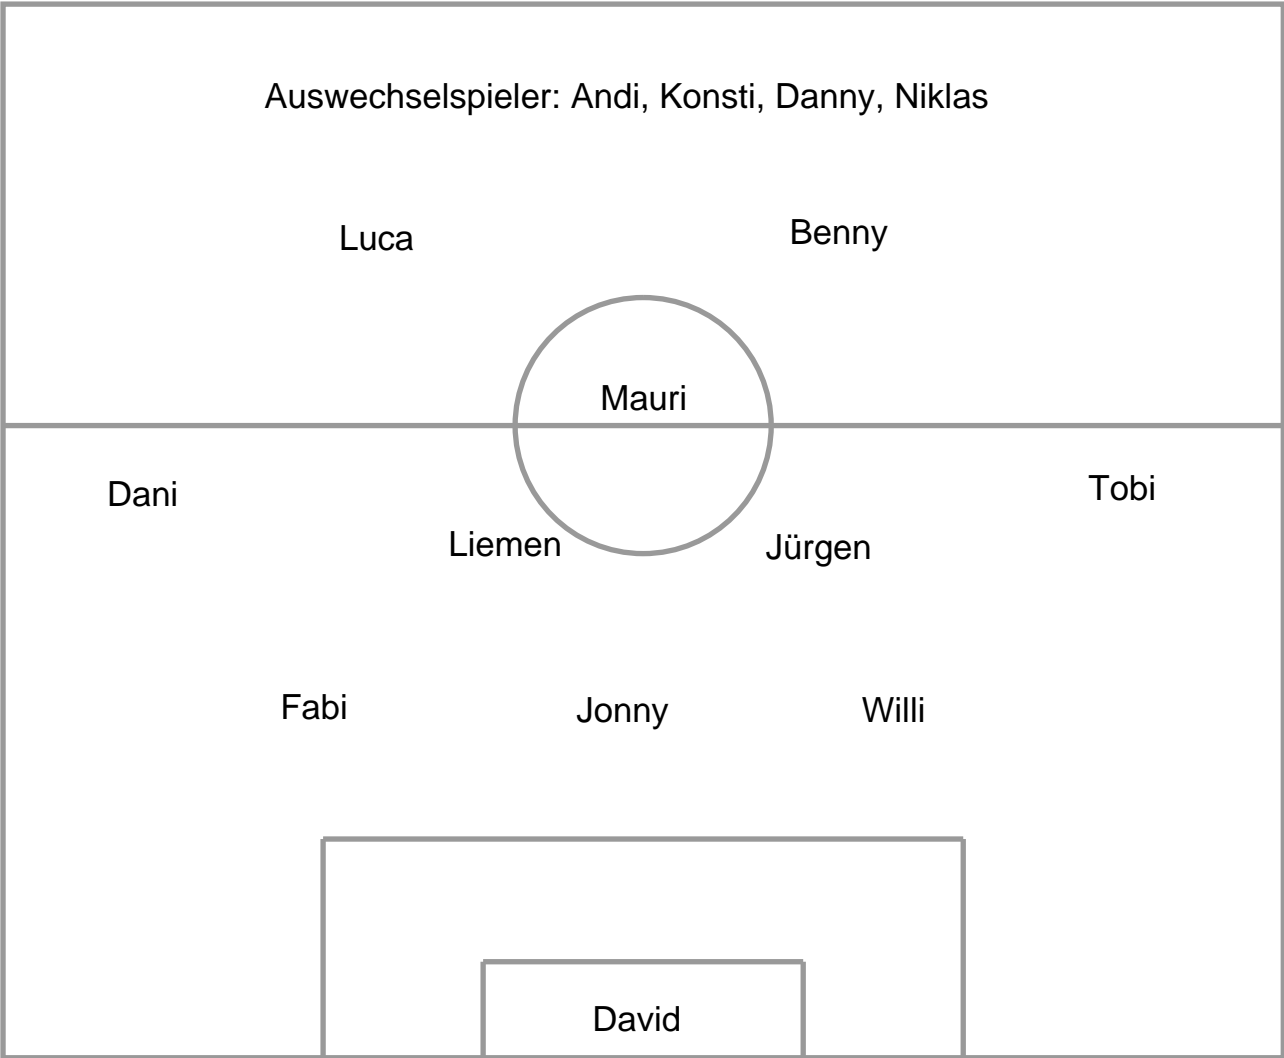 Auswechselspieler: Andi, Konsti, Danny, Niklas
Luca
Benny
Mauri
Dani
Tobi
Liemen
Jürgen
Fabi
Jonny
Willi
David